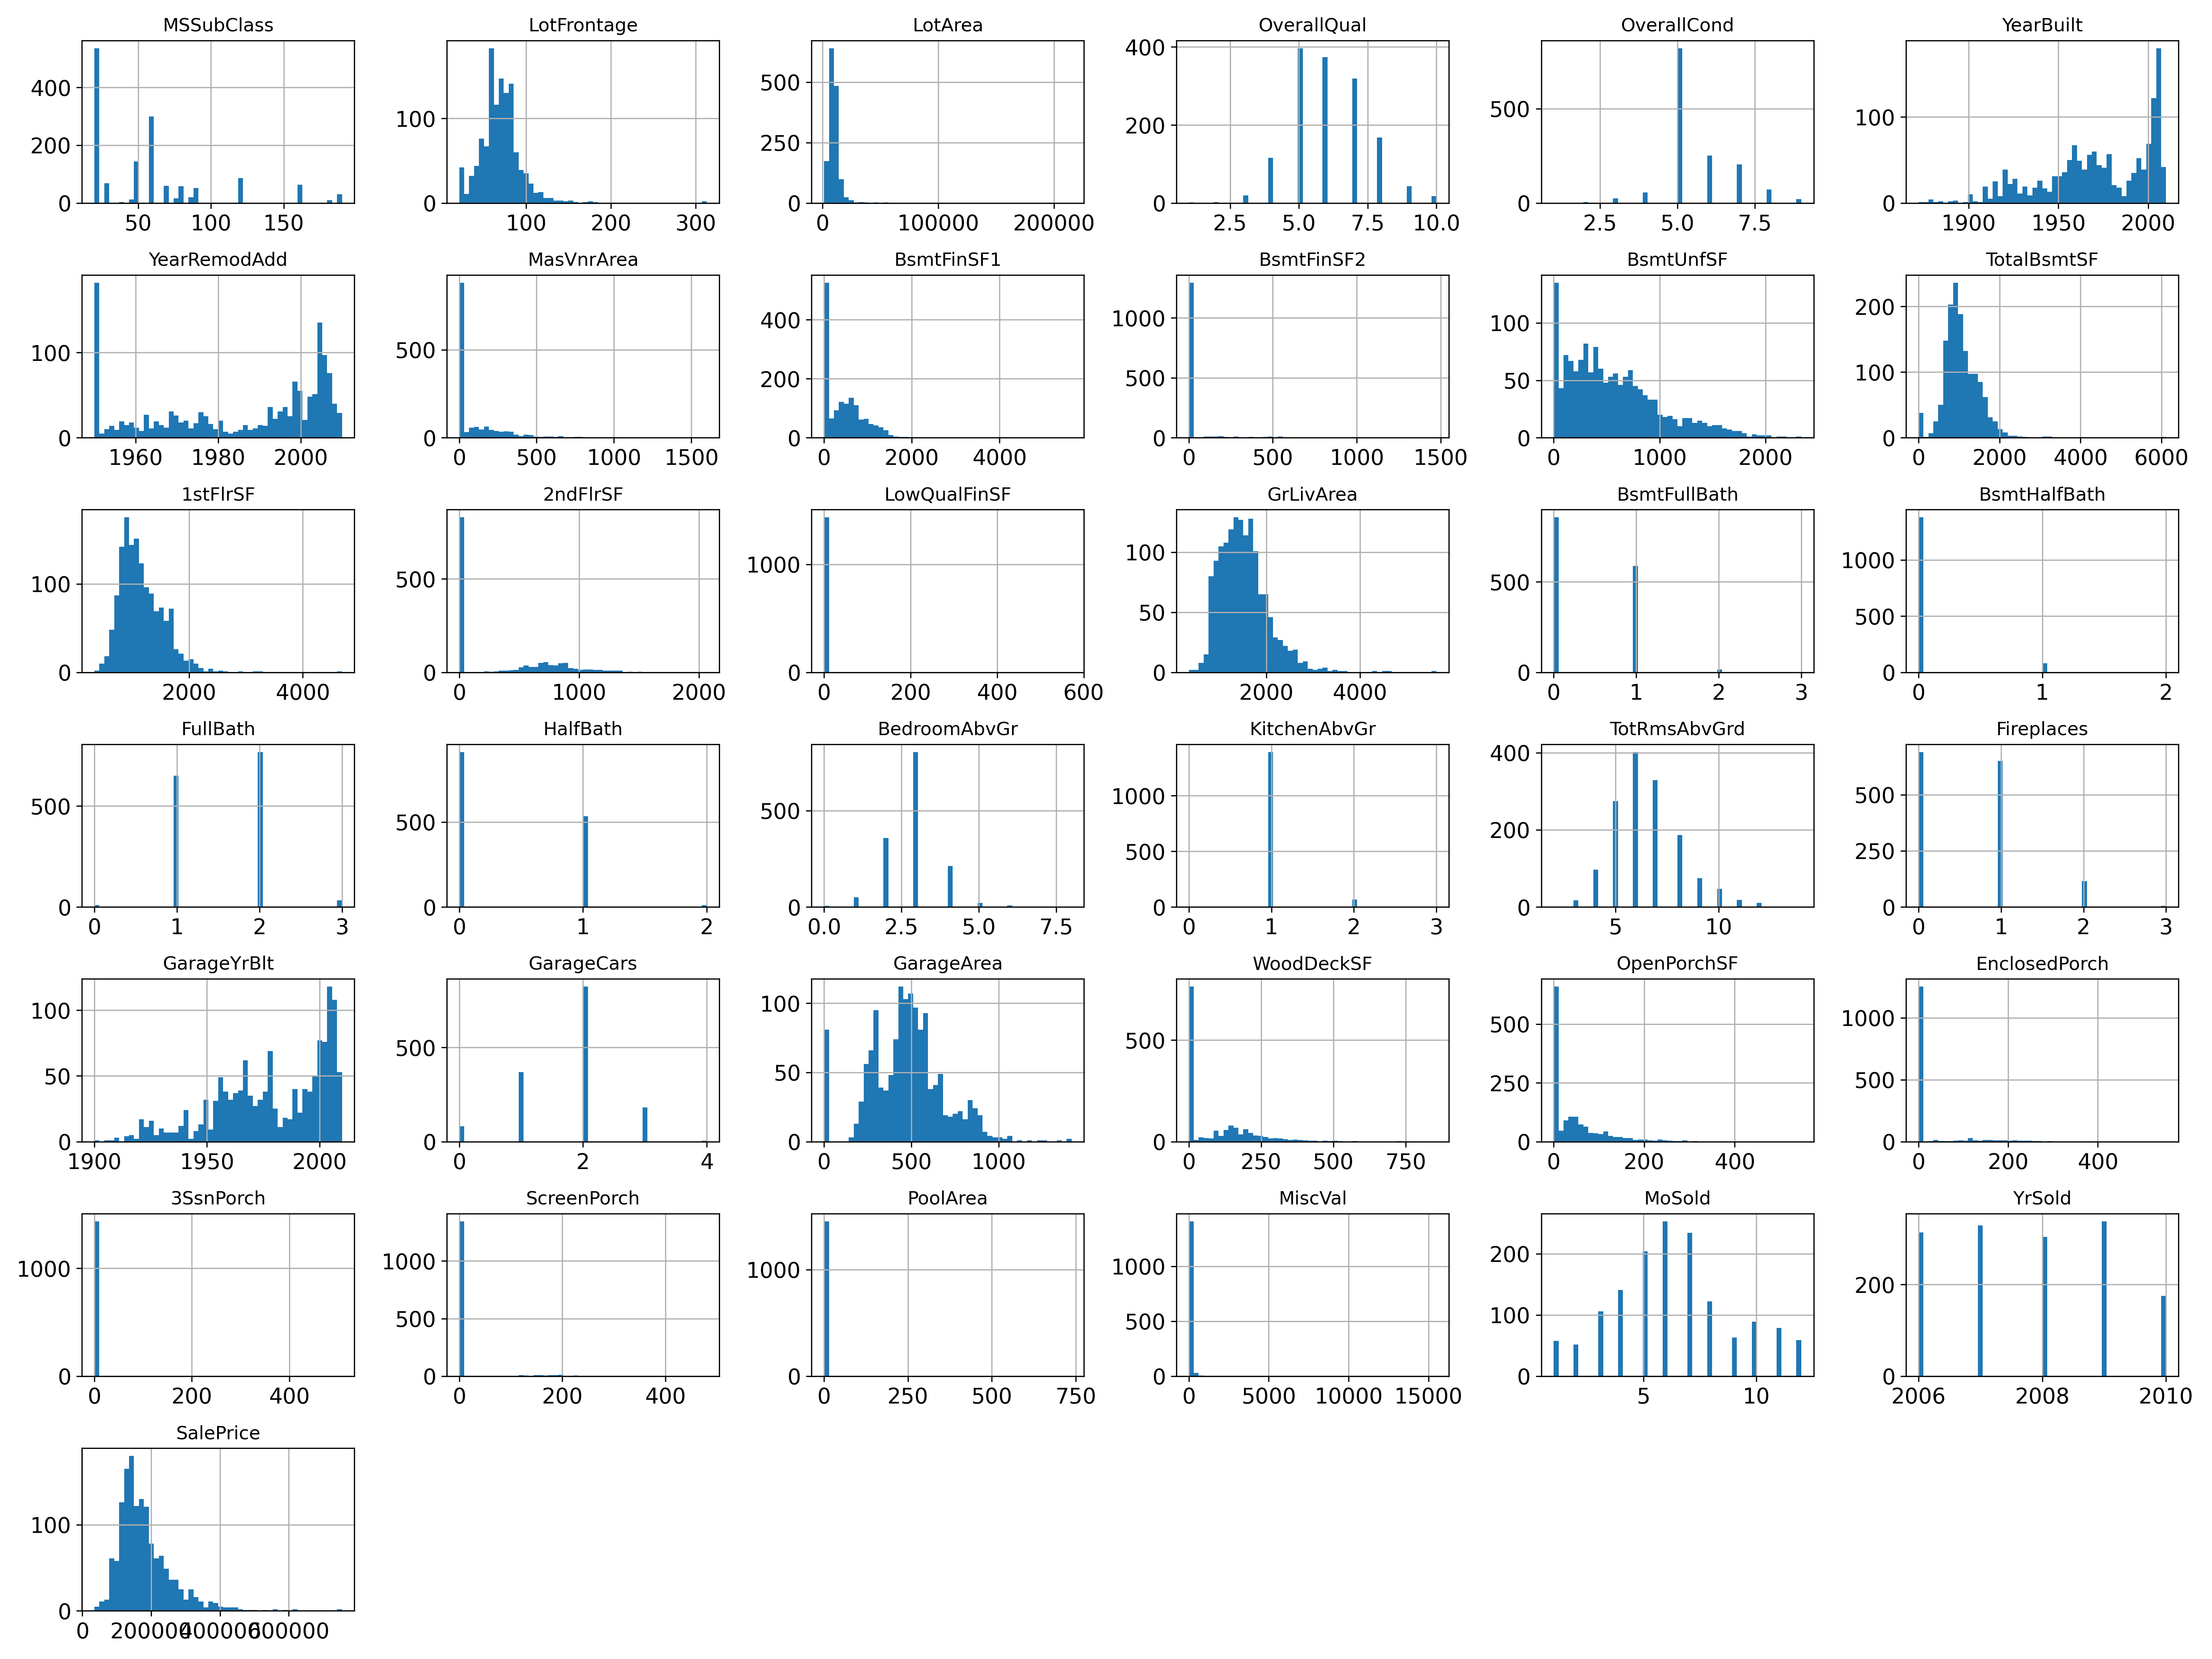 MSSubClass
400
200
0
50 100 150
LotFrontage
100
0
100 200 300
LotArea
500
250
0
0 100000 200000
OverallQual
400
200
0
2.5 5.0 7.5 10.0
OverallCond
500
0
2.5 5.0 7.5
YearBuilt
100
0
1900 1950 2000
YearRemodAdd
100
0
1960 1980 2000
MasVnrArea
500
0
0 500 1000 1500
BsmtFinSF1
400
200
0
0 2000 4000
BsmtFinSF2
1000
500
0
0 500 1000 1500
BsmtUnfSF
100
50
0
0 1000 2000
TotalBsmtSF
200
100
0
0 2000 4000 6000
1stFlrSF
100
0
2000 4000
2ndFlrSF
500
0
0 1000 2000
LowQualFinSF
1000
0
0 200 400 600
GrLivArea
100
50
0
2000 4000
BsmtFullBath
500
0
0 1 2 3
BsmtHalfBath
1000
500
0
0 1 2
FullBath
500
0
0 1 2 3
HalfBath
500
0
0 1 2
BedroomAbvGr
500
0
0.0 2.5 5.0 7.5
KitchenAbvGr
1000
500
0
0 1 2 3
TotRmsAbvGrd
400
200
0
5 10
Fireplaces
500
250
0
0 1 2 3
GarageYrBlt
100
50
0
1900 1950 2000
GarageCars
500
0
0 2 4
GarageArea
100
50
0
0 500 1000
WoodDeckSF
500
0
0 250 500 750
OpenPorchSF
500
250
0
0 200 400
EnclosedPorch
1000
500
0
0 200 400
3SsnPorch
1000
0
0 200 400
ScreenPorch
1000
500
0
0 200 400
PoolArea
1000
0
0 250 500 750
MiscVal
1000
500
0
0 5000 10000 15000
MoSold
200
100
0
5 10
YrSold
200
0
2006 2008 2010
SalePrice
100
0
0 200000 400000 600000